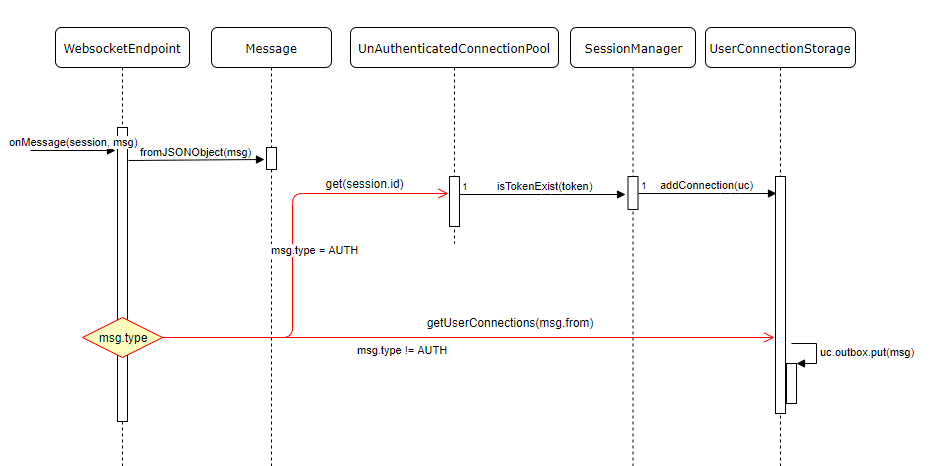 WebsocketEndpoint
Message
UnAuthenticatedConnectionPool
SessionManager
UserConnectionStorage
onMessage(session, msg)
fromJSONObject(msg)
get(session.id)
1
isTokenExist(token)
1
addConnection(uc)
msg.type = AUTH
msg.type
getUserConnections(msg.from)
msg.type != AUTH
uc.outbox.put(msg)